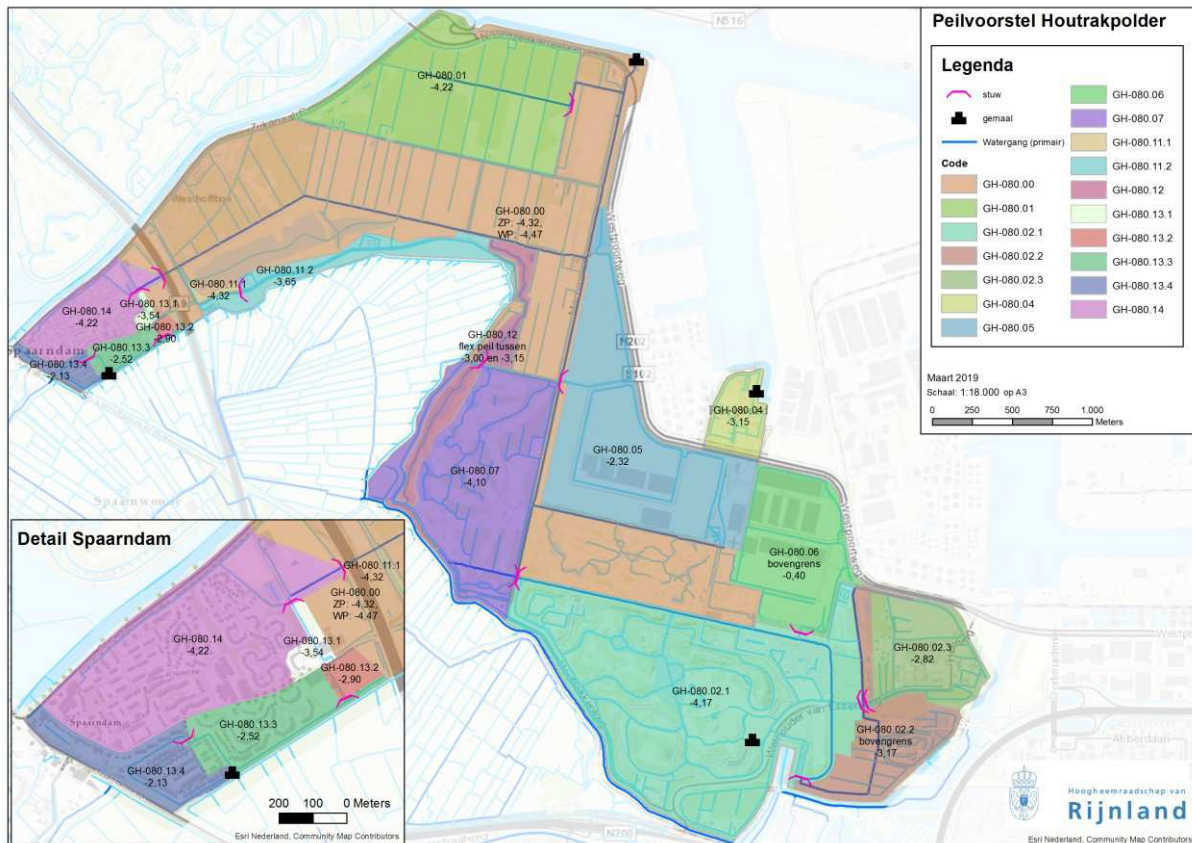 Peilvoorstel Houtrakpolder
Legenda
stuw
gemaal
Watergang (primair)
Code
GH-080.00
GH-080.01
GH-080.02.1
GH-080.02.2
GH-080.02.3
GH-080.04
GH-080.05
GH-080.06
GH-080.07
GH-080.11.1
GH-080.11.2
GH-080.12
GH-080.13.1
GH-080.13.2
GH-080.13.3
GH-080.13.4
GH-080.14
Maart 2019
Schaal: 1:18.000 op A3
0 250 500 750 1.000
Meters
N516
GH-080.01
-4,22
Zijkanaal
GH-080.00
ZP: -4,32,
WP: -4,47
Westpoortweg
GH-080.11.2
-3,65
GH-080.11.1
-4,32
GH-080.13.1
-3,54
GH-080.14
-4,22
GH-080.13.2
-2,90
GH-080.13.3
-2,52
Spaarndam
GH-080.13.4
-2,13
GH-080.12
flex peil tussen
-3,00 en -3,15
N202
S102
GH-080.04
-3,15
GH-080.05
-2,32
GH-080.07
-4,10
Spaarnwoude
GH-080.06
bovengrens
-0,40
Westpoortweg
GH-080.02.3
-2,82
GH-080.02.1
-4,17
GH-080.02.2
bovengrens
-3,17
Abberdaan
N200
Detail Spaarndam
GH-080.11.1
-4,32
GH-080.00
ZP: -4,32,
WP: -4,47
GH-080.14
-4,22
GH-080.13.1
-3,54
GH-080.13.2
-2,90
Spaarndam
GH-080.13.3
-2,52
GH-080.13.4
-2,13
200 100 0 Meters
Esri Nederland, Community Map Contributors
Hoogheemraadschap van
Rijnland
Esri Nederland, Community Map Contributors